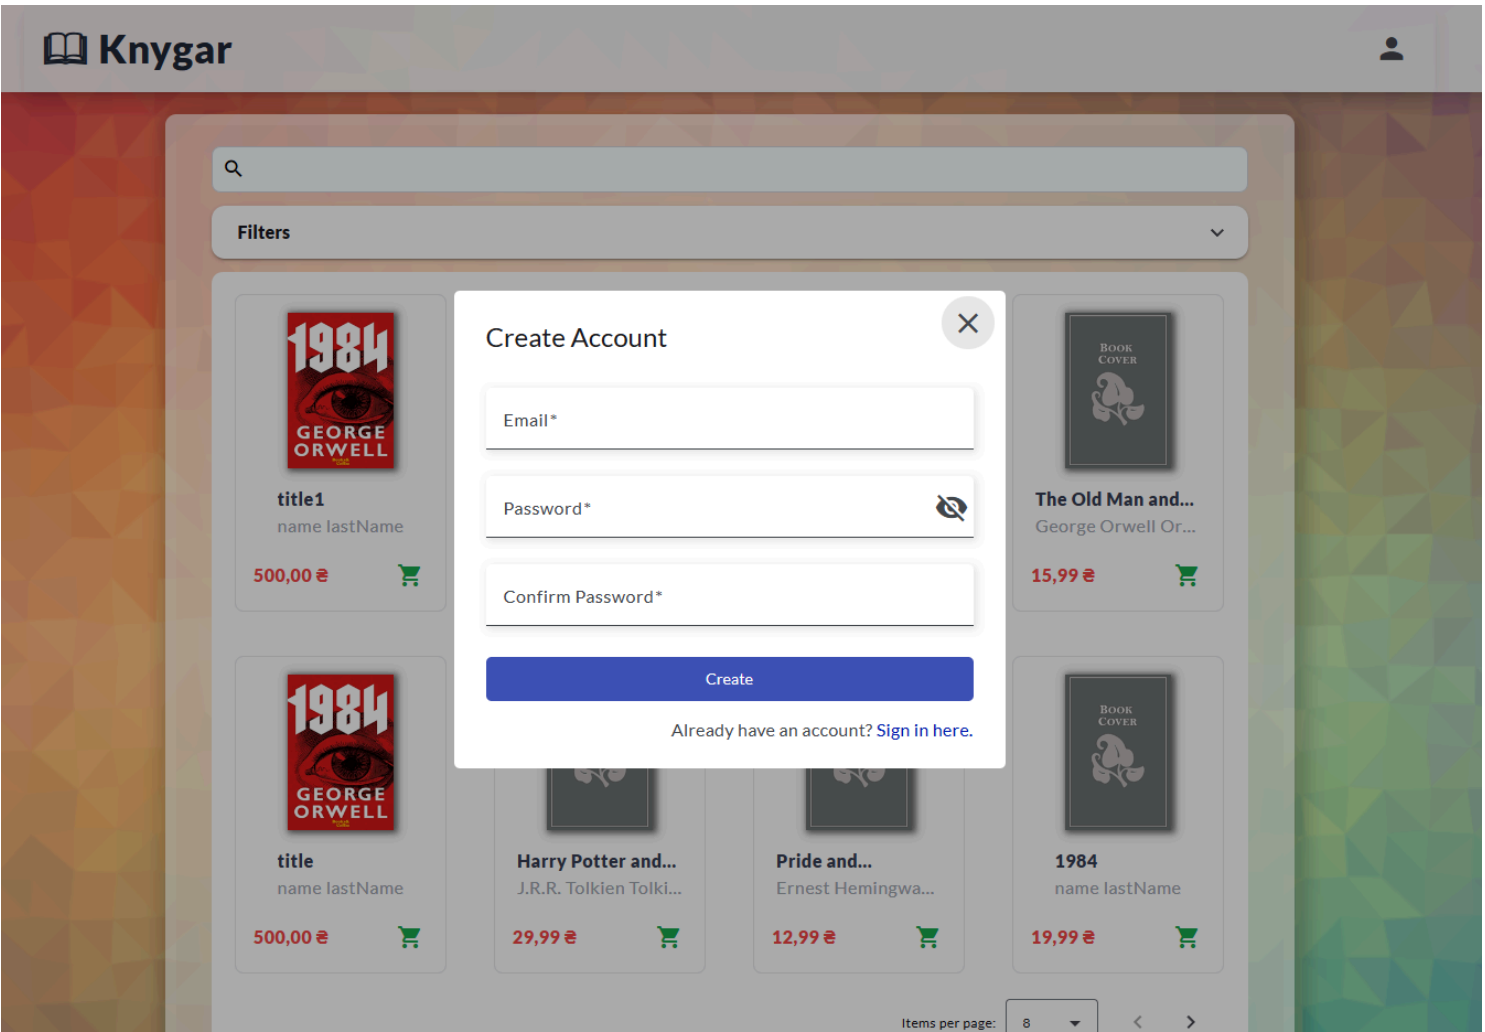 Knygar
Filters
1984
GEORGE
ORWELL
title1
name lastName
500,00 ₴
Create Account
Email*
Password*
Confirm Password*
Create
Already have an account? Sign in here.
BOOK
COVER
The Old Man and...
George Orwell Or...
15,99 ₴
1984
GEORGE
ORWELL
title
name lastName
500,00 ₴
Harry Potter and...
J.R.R. Tolkien Tolki...
29,99 ₴
Pride and...
Ernest Hemingwa...
12,99 ₴
BOOK
COVER
1984
name lastName
19,99 ₴
Items per page: 8